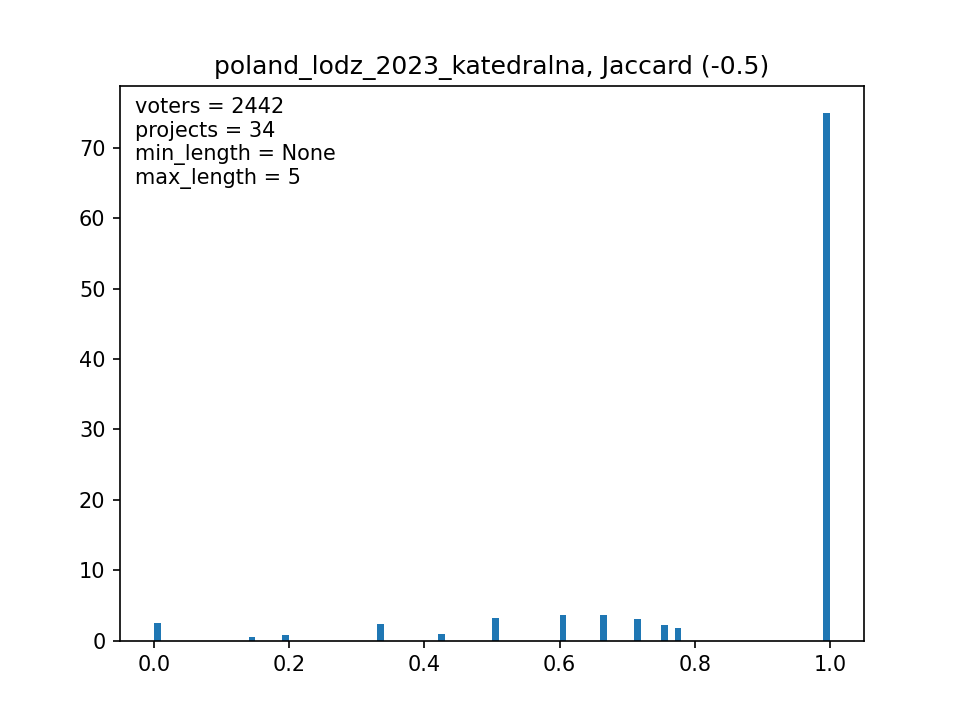 poland_lodz_2023_katedralna, Jaccard (-0.5)
voters = 2442
projects = 34
min_length = None
max_length = 5
70
60
50
40
30
20
10
0
0.0 0.2 0.4 0.6 0.8 1.0